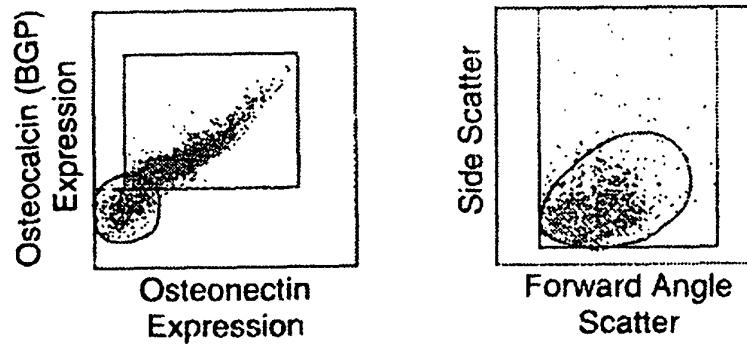 Osteocalcin (BGP)
Expression
Osteonectin
Expression
Side Scatter
Forward Angle
Scatter